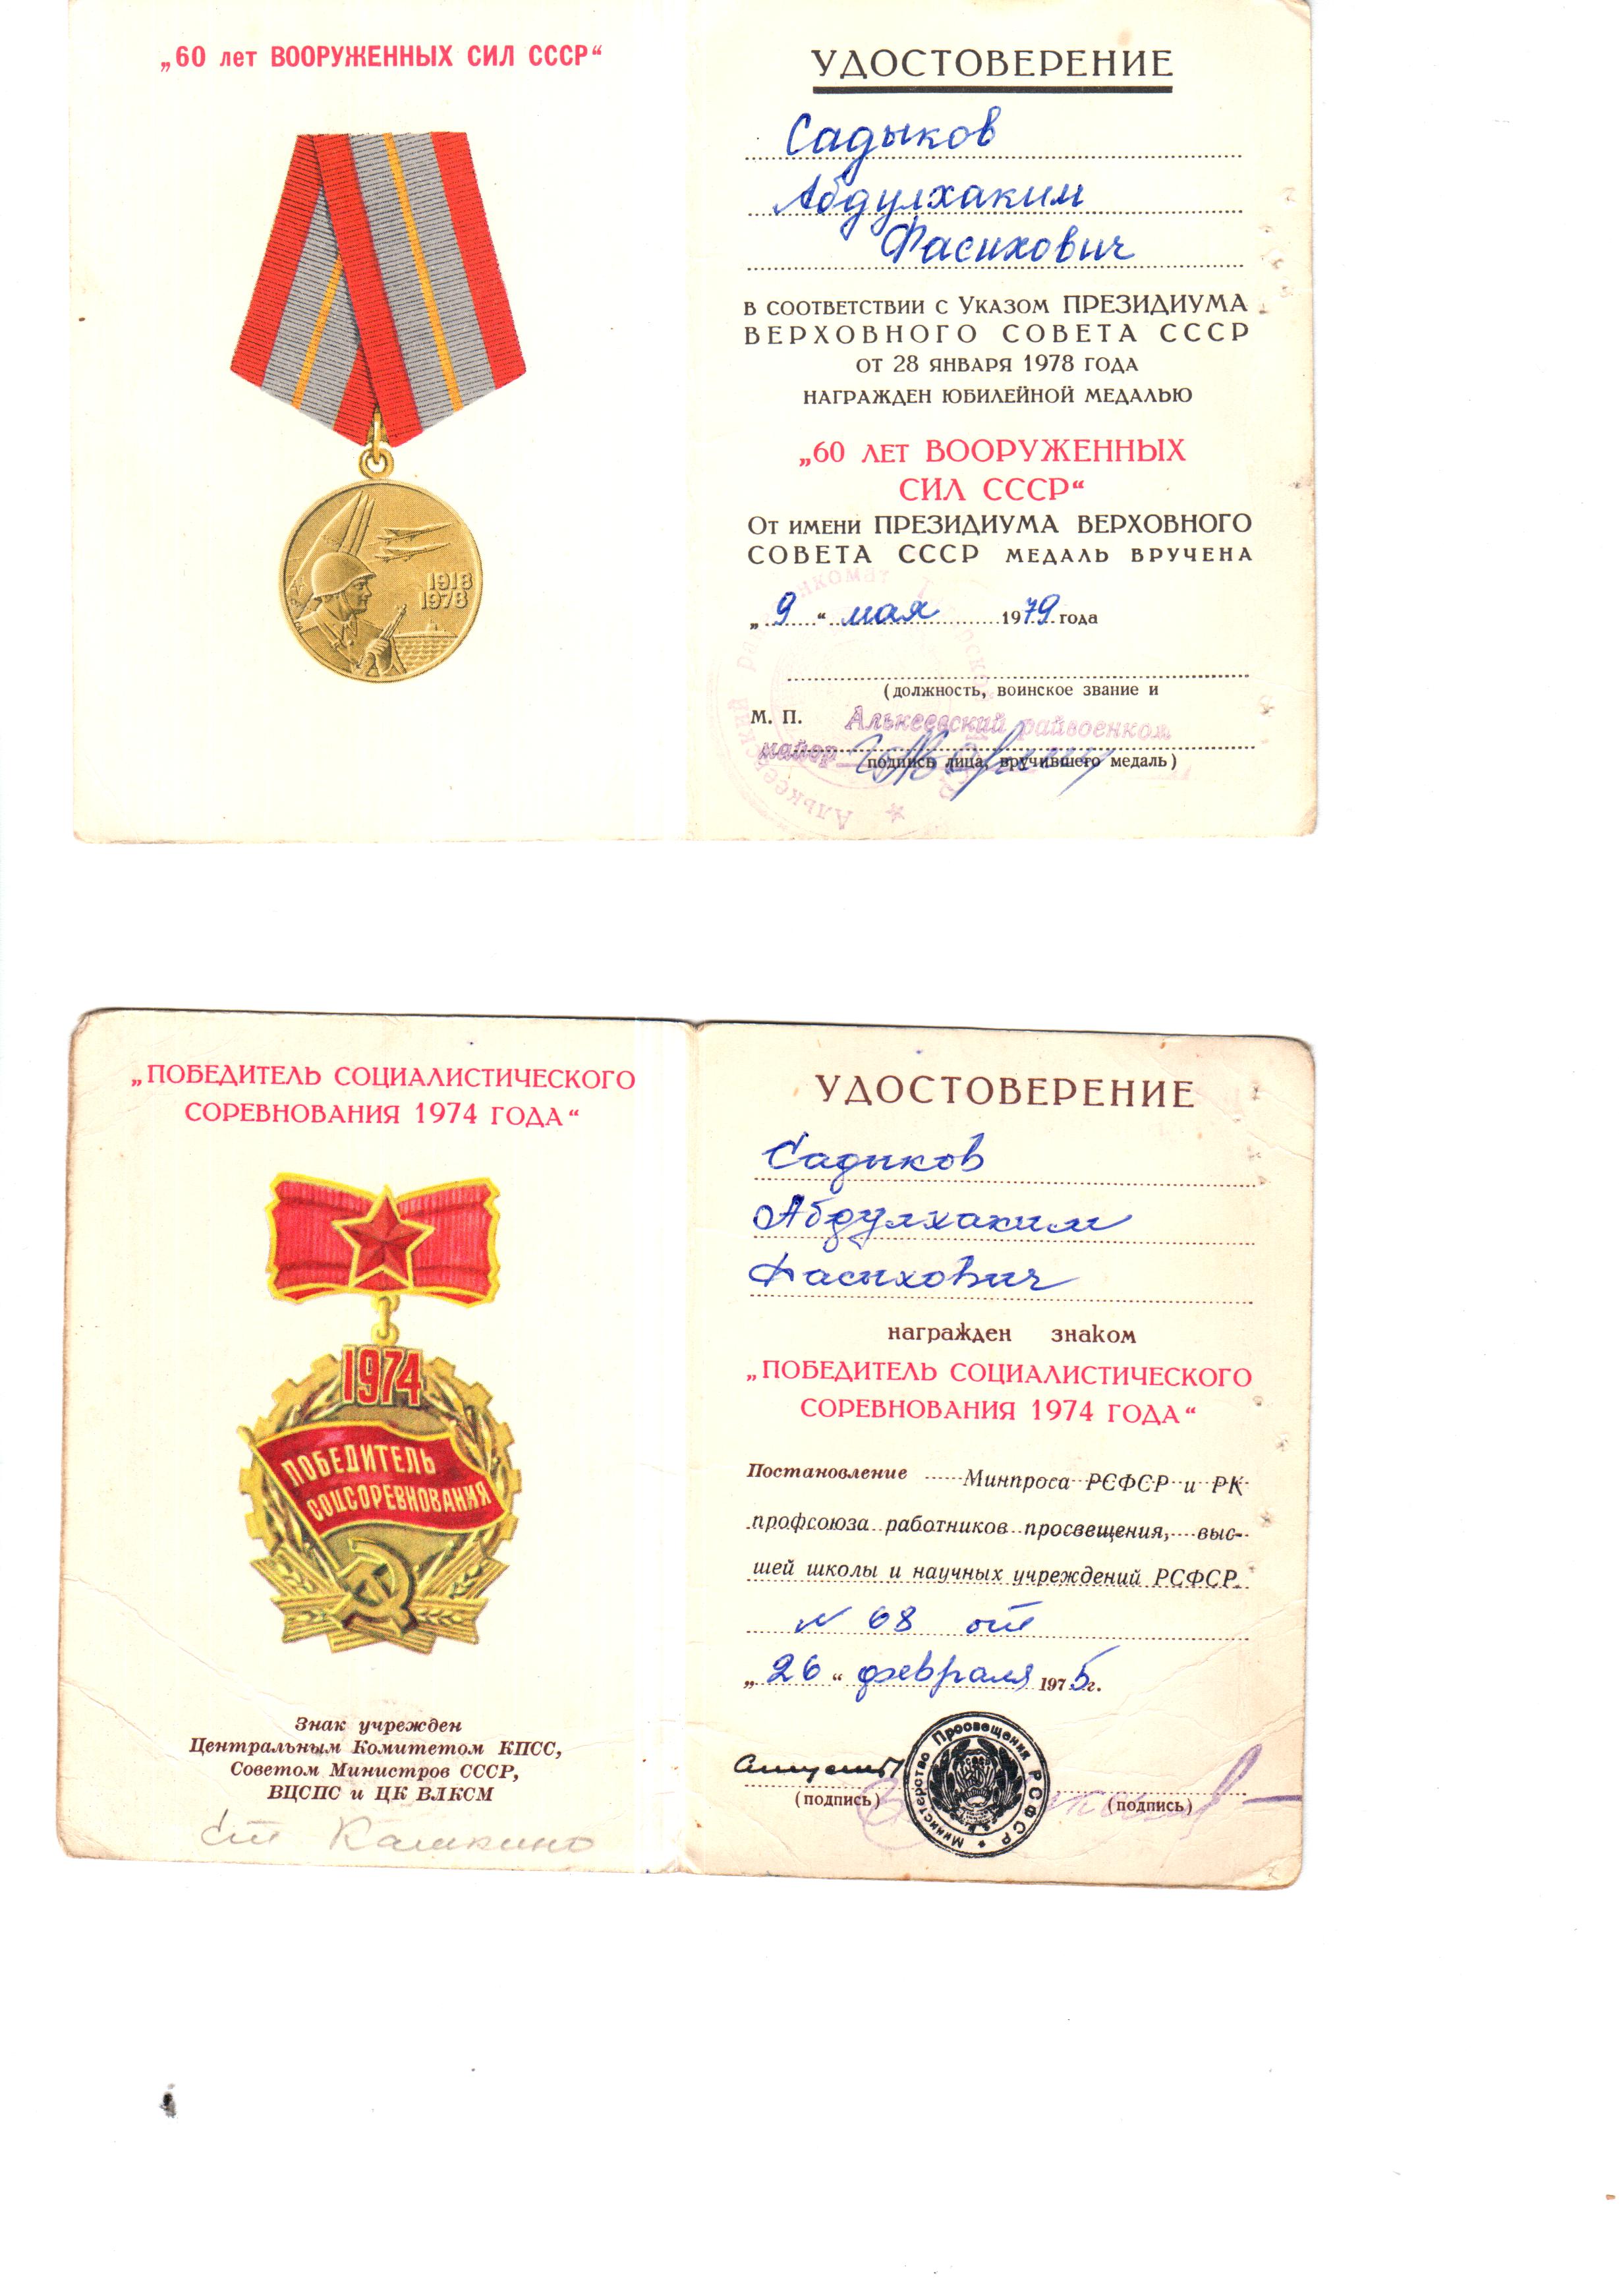 „60 лет ВООРУЖЕННЫХ СИЛ СССР“
1918
1978
УДОСТОВЕРЕНИЕ
Садыков
Абдулхаким
Фасихович
В СООТВЕТСТВИИ С УКАЗОМ ПРЕЗИДИУМА
ВЕРХОВНОГО СОВЕТА СССР
ОТ 28 ЯНВАРЯ 1978 ГОДА
НАГРАЖДЕН ЮБИЛЕЙНОЙ МЕДАЛЬЮ
„60 ЛЕТ ВООРУЖЕННЫХ
СИЛ СССР“
ОТ ИМЕНИ ПРЕЗИДИУМА ВЕРХОВНОГО
СОВЕТА СССР МЕДАЛЬ ВРУЧЕНА
„9“ мая 1979 года
(должность, воинское звание и
М. П. Алькеевский райвоенком
майор
подпись лица, вручившего медаль)
„ПОБЕДИТЕЛЬ СОЦИАЛИСТИЧЕСКОГО
СОРЕВНОВАНИЯ 1974 ГОДА“
1974
ПОБЕДИТЕЛЬ
СОЦСОРЕВНОВАНИЯ
Знак учрежден
Центральным Комитетом КПСС,
Советом Министров СССР,
ВЦСПС и ЦК ВЛКСМ
Ст Камкино
УДОСТОВЕРЕНИЕ
Садыков
Абдулхаким
Фасихович
награжден знаком
„ПОБЕДИТЕЛЬ СОЦИАЛИСТИЧЕСКОГО
СОРЕВНОВАНИЯ 1974 ГОДА“
Постановление Минпроса РСФСР и РК
профсоюза работников просвещения, выс-
шей школы и научных учреждений РСФСР
N 68 от
„26“ февраля 1975г.
Министерство Просвещения РСФСР
(подпись) (подпись)